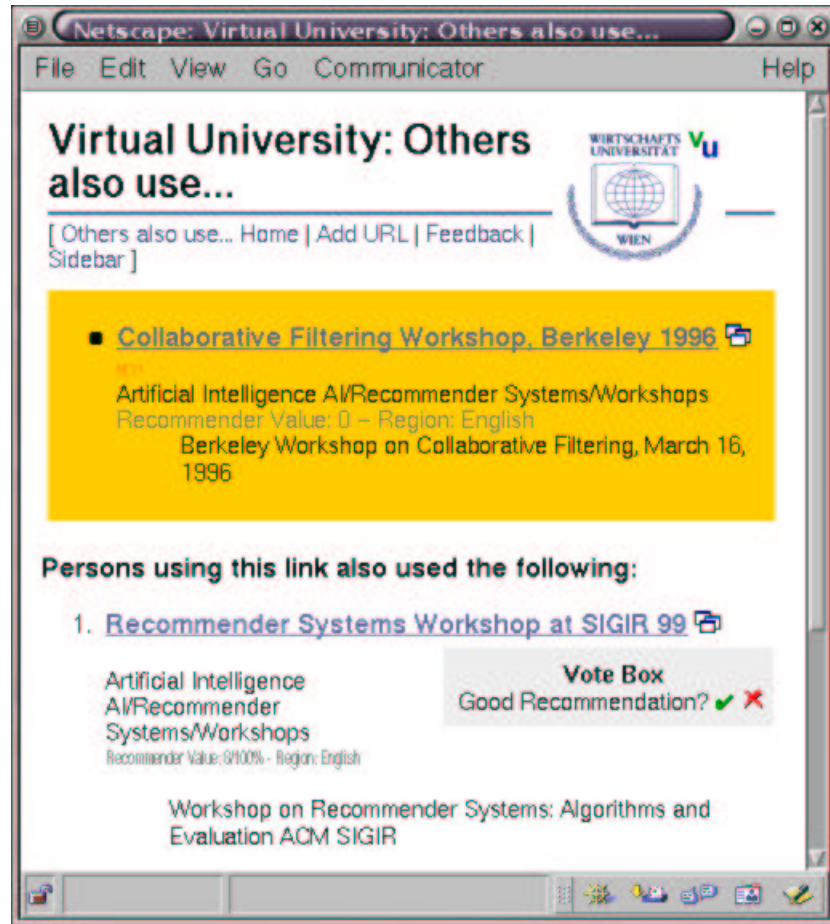 Netscape: Virtual University: Others also use...
File Edit View Go Communicator Help
Virtual University: Others
also use...
WIRTSCHAFTS
UNIVERSITÄT
vu
WIEN
[ Others also use... Home | Add URL | Feedback |
Sidebar ]
Collaborative Filtering Workshop, Berkeley 1996
Artificial Intelligence AI/Recommender Systems/Workshops
Recommender Value: 0 – Region: English
Berkeley Workshop on Collaborative Filtering, March 16,
1996
Persons using this link also used the following:
1. Recommender Systems Workshop at SIGIR 99
Vote Box
Good Recommendation?
Artificial Intelligence
AI/Recommender
Systems/Workshops
Recommender Value: 8/100% - Region: English
Workshop on Recommender Systems: Algorithms and
Evaluation ACM SIGIR